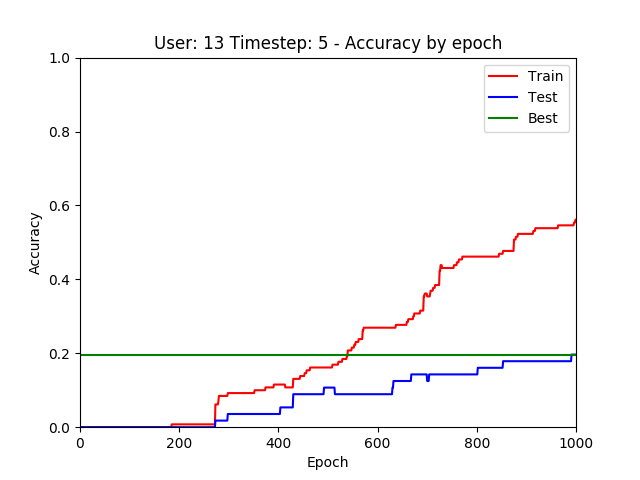 User: 13 Timestep: 5 - Accuracy by epoch
1.0
0.8
0.6
0.4
0.2
0.0
Accuracy
Train
Test
Best
0 200 400 600 800 1000
Epoch